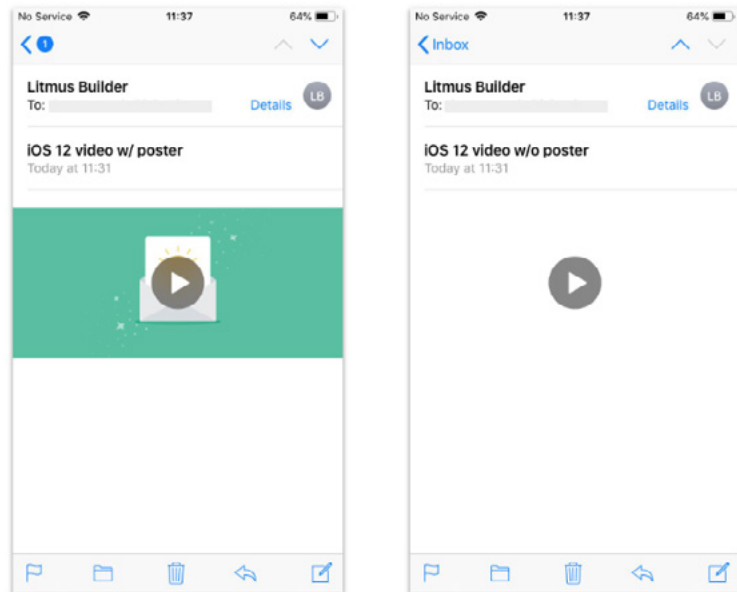 No Service 11:37 64%
1
Litmus Builder
LB
To:
Details
iOS 12 video w/ poster
Today at 11:31
No Service 11:37 64%
Inbox
Litmus Builder
LB
To:
Details
iOS 12 video w/o poster
Today at 11:31